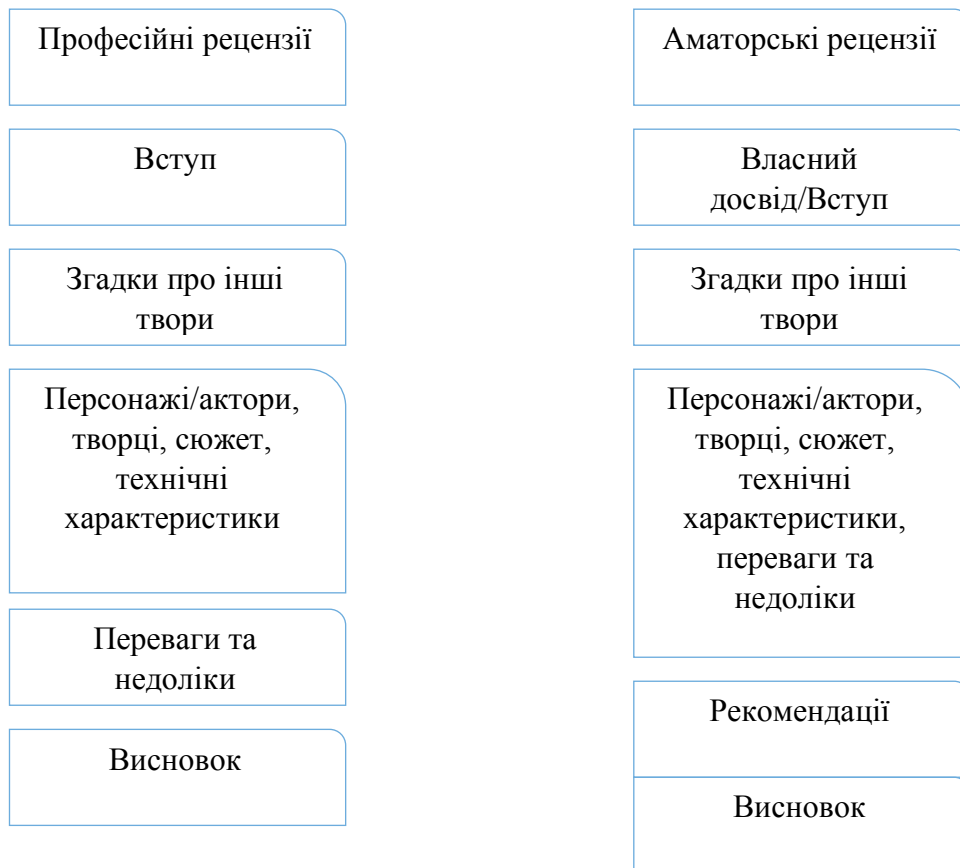 Професійні рецензії
Вступ
Згадки про інші
твори
Персонажі/актори,
творці, сюжет,
технічні
характеристики
Переваги та
недоліки
Висновок
Аматорські рецензії
Власний
досвід/Вступ
Згадки про інші
твори
Персонажі/актори,
творці, сюжет,
технічні
характеристики,
переваги та
недоліки
Рекомендації
Висновок